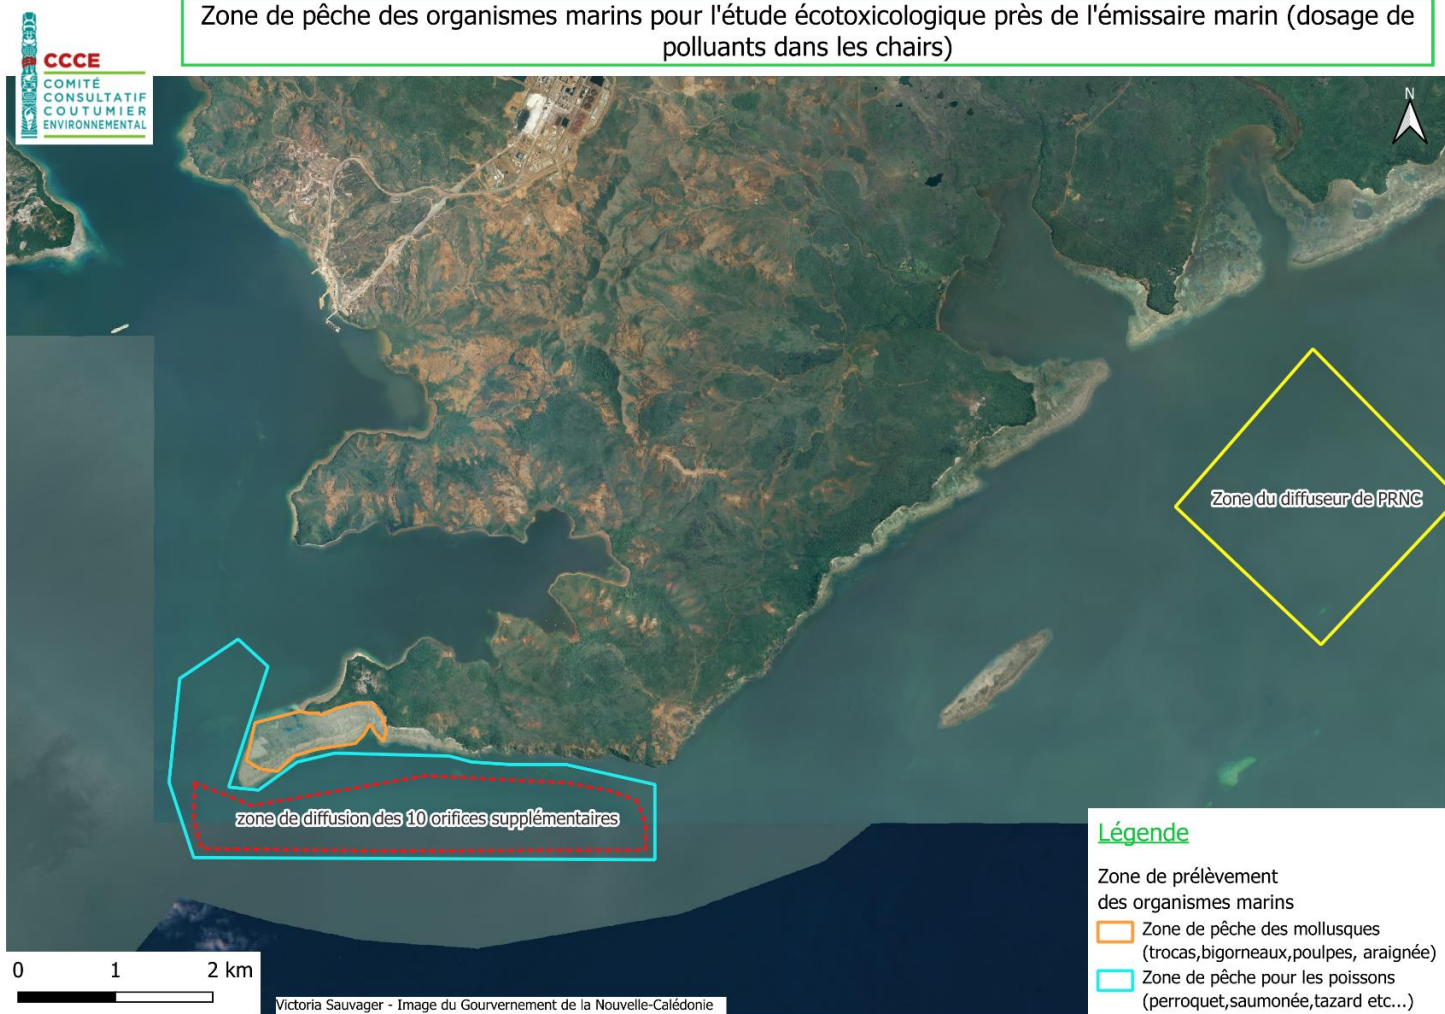 Zone de pêche des organismes marins pour l'étude écotoxicologique près de l'émissaire marin (dosage de
polluants dans les chairs)
CCCE
COMITÉ
CONSULTATIF
COUTUMIER
ENVIRONNEMENTAL
N
Zone du diffuseur de PRNC
zone de diffusion des 10 orifices supplémentaires
Légende
Zone de prélèvement
des organismes marins
Zone de pêche des mollusques
(trocas,bigorneaux,poulpes, araignée)
Zone de pêche pour les poissons
(perroquet,saumonée,tazard etc...)
0 1 2 km
Victoria Sauvager - Image du Gourvernement de la Nouvelle-Calédonie